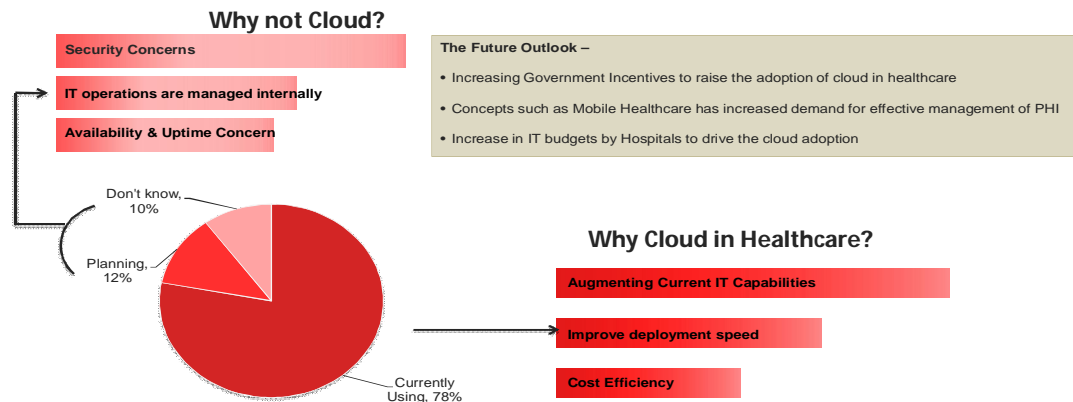 Why not Cloud?
Security Concerns
IT operations are managed internally
Availability & Uptime Concern
The Future Outlook –
• Increasing Government Incentives to raise the adoption of cloud in healthcare
• Concepts such as Mobile Healthcare has increased demand for effective management of PHI
• Increase in IT budgets by Hospitals to drive the cloud adoption
Don't know,
10%
Planning,
12%
Currently
Using, 78%
Why Cloud in Healthcare?
Augmenting Current IT Capabilities
Improve deployment speed
Cost Efficiency